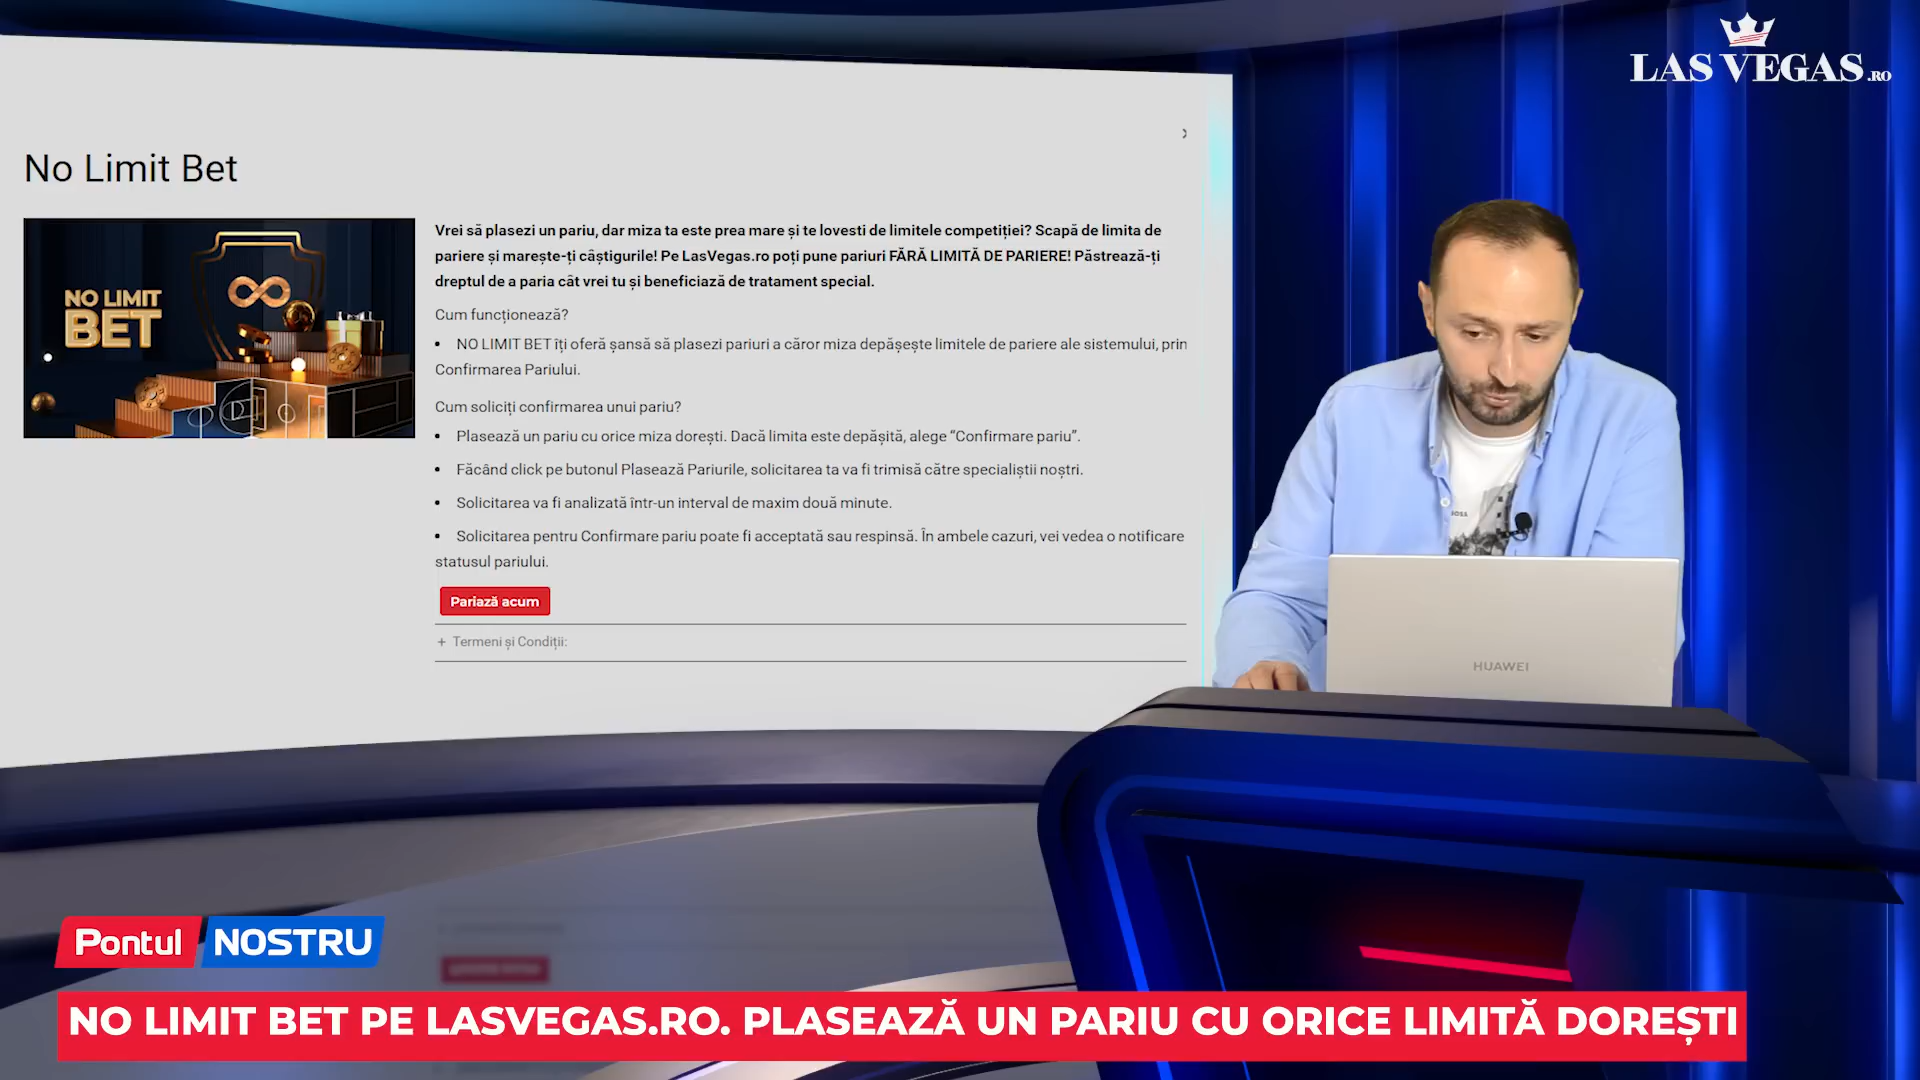 LAS VEGAS.RO
No Limit Bet
NO LIMIT
BET
Vrei să plasezi un pariu, dar miza ta este prea mare și te lovesti de limitele competiției? Scapă de limita de
pariere și marește-ți câștigurile! Pe LasVegas.ro poți pune pariuri FĂRĂ LIMITĂ DE PARIERE! Păstrează-ți
dreptul de a paria cât vrei tu și beneficiază de tratament special.
Cum funcționează?
• NO LIMIT BET îți oferă șansă să plasezi pariuri a căror miza depășește limitele de pariere ale sistemului, prin
Confirmarea Pariului.
Cum soliciți confirmarea unui pariu?
• Plasează un pariu cu orice miza dorești. Dacă limita este depășită, alege “Confirmare pariu”.
• Făcând click pe butonul Plasează Pariurile, solicitarea ta va fi trimisă către specialiștii noștri.
• Solicitarea va fi analizată într-un interval de maxim două minute.
• Solicitarea pentru Confirmare pariu poate fi acceptată sau respinsă. În ambele cazuri, vei vedea o notificare
statusul pariului.
Pariază acum
+ Termeni și Condiții:
BOSS
HUAWEI
Pontul NOSTRU
NO LIMIT BET PE LASVEGAS.RO. PLASEAZĂ UN PARIU CU ORICE LIMITĂ DOREȘTI